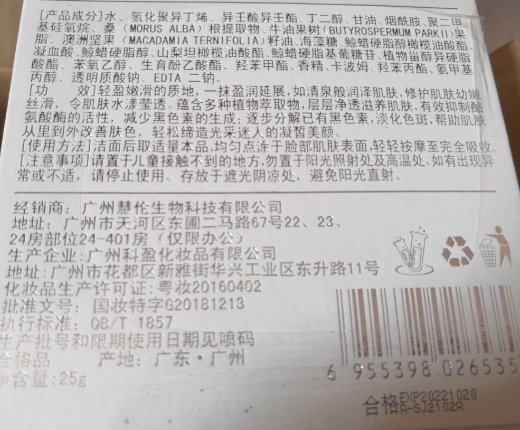 [产品成分]水、氢化聚异丁烯、异壬酸异壬酯、丁二醇、甘油、烟酰胺、聚二甲
基硅氧烷、桑（MORUS ALBA）根提取物、牛油果树(BUTYROSPERMUM PARKII)果
脂、澳洲坚果(MACADAMIA TERNIFOLIA)籽油、海藻糖、鲸蜡硬脂醇橄榄油酸酯、
凝血酸、鲸蜡硬脂醇、山梨坦橄榄油酸酯、鲸蜡硬脂基葡糖苷、植物甾醇异硬脂
酸酯、苯氧乙醇、生育酚乙酸酯、羟苯甲酯、香精、卡波姆、羟苯丙酯、氨甲基
丙醇、透明质酸钠、EDTA 二钠。
[功 效]轻盈嫩滑的质地，一抹盈润延展，如清泉般润泽肌肤，修护肌肤幼嫩
丝滑，令肌肤水漾莹透。蕴含多种植物萃取物，层层净透滋养肌肤，有效抑制酪
氨酸酶的活性，减少黑色素的生成；逐步分解已有黑色素，淡化色斑，帮助肌肤
从里到外改善肤色，轻松缔造光采迷人的凝皙美颜。
[使用方法]洁面后取适量本品，均匀点涂于脸部肌肤表面，轻轻按摩至完全吸收。
[注意事项]请置于儿童接触不到的地方，勿置于阳光照射处及高温处，如有出现异
常或不适，请停止使用。存放于遮光阴凉处，避免阳光直射。
经销商：广州慧伦生物科技有限公司
地址：广州市天河区东圃二马路67号22、23、
24房部位24-401房（仅限办公）
生产企业:广州科盈化妆品有限公司
地址:广州市花都区新雅街华兴工业区东升路11号
化妆品生产许可证:粤妆20160402
批准文号：国妆特字G20181213
执行标准：QB/T 1857
生产批号和限期使用日期见喷码
合格品 产地：广东·广州
净含量:25g
6 955398 026535
合格 EXP20221020
A-SJ2102A